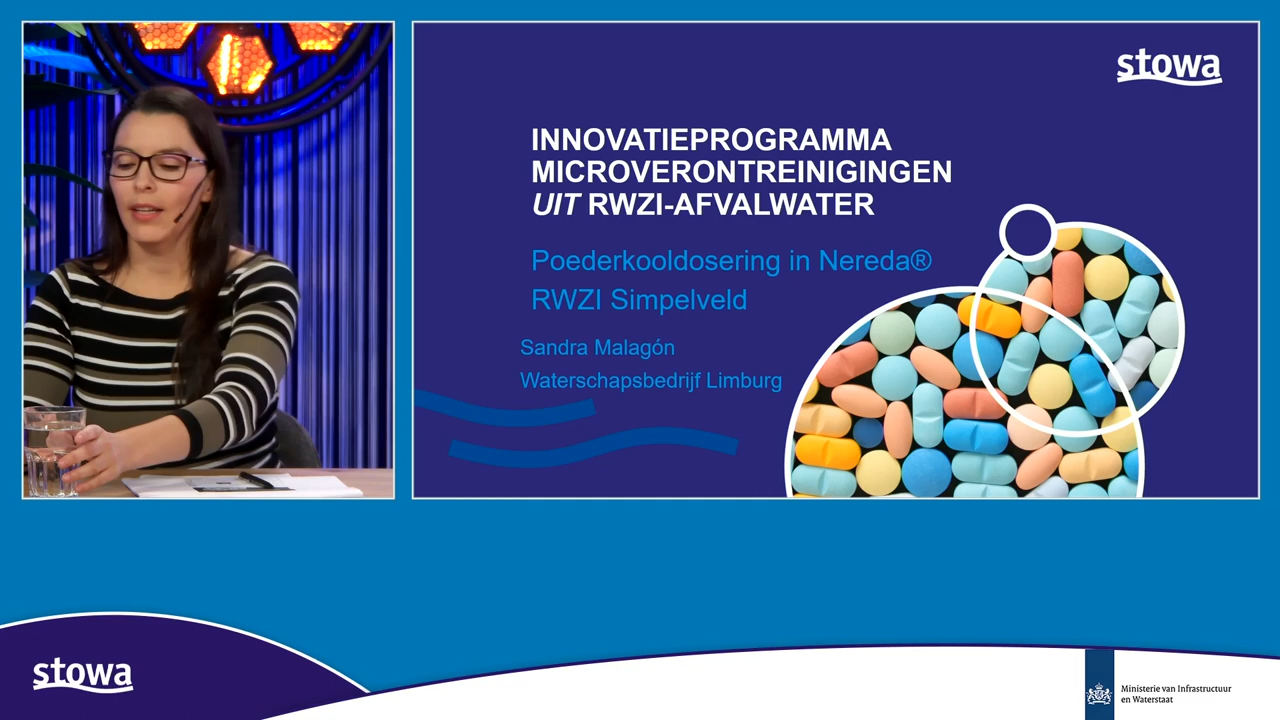 stowa
INNOVATIEPROGRAMMA
MICROVERONTREINIGINGEN
UIT RWZI-AFVALWATER
Poederkooldosering in Nereda®
RWZI Simpelveld
Sandra Malagón
Waterschapsbedrijf Limburg
stowa
Ministerie van Infrastructuur
en Waterstaat